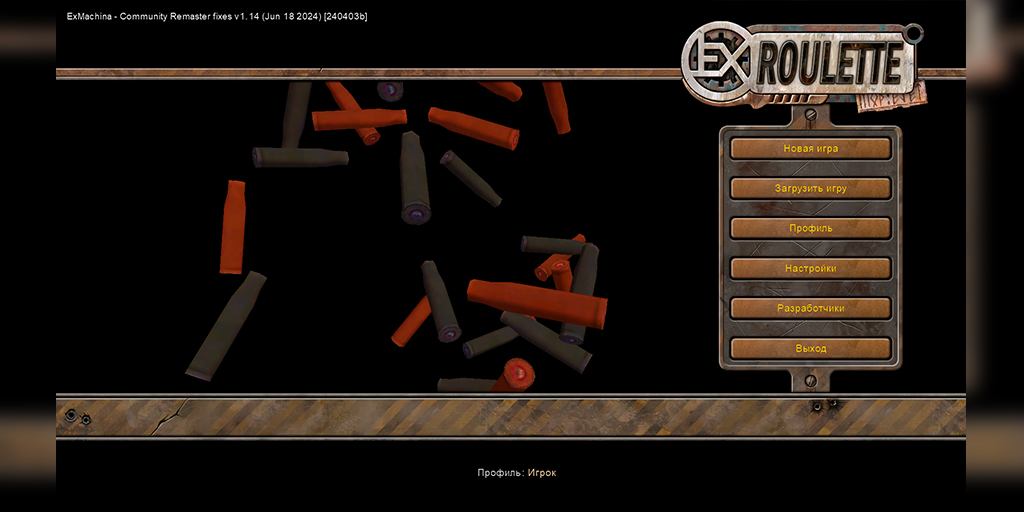 ExMachina - Community Remaster fixes v1.14 (Jun 18 2024) [240403b]
EX ROULETTE
Новая игра
Загрузить игру
Профиль
Настройки
Разработчики
Выход
Профиль: Игрок